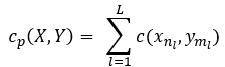 c_p(X,Y) = \sum_{l=1}^{L} c(x_{n_l}, y_{m_l})